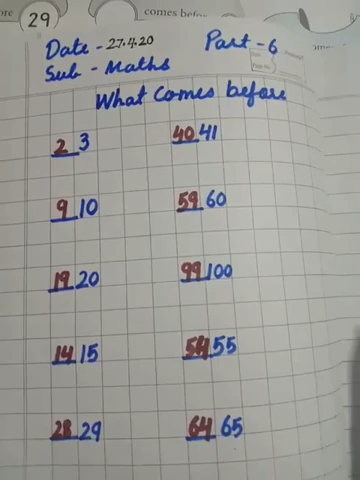 29 comes before
Date - 27.4.20 Part - 6
Sub - Maths
What comes before
2 3 40 41
9 10 59 60
19 20 99 100
14 15 54 55
28 29 64 65